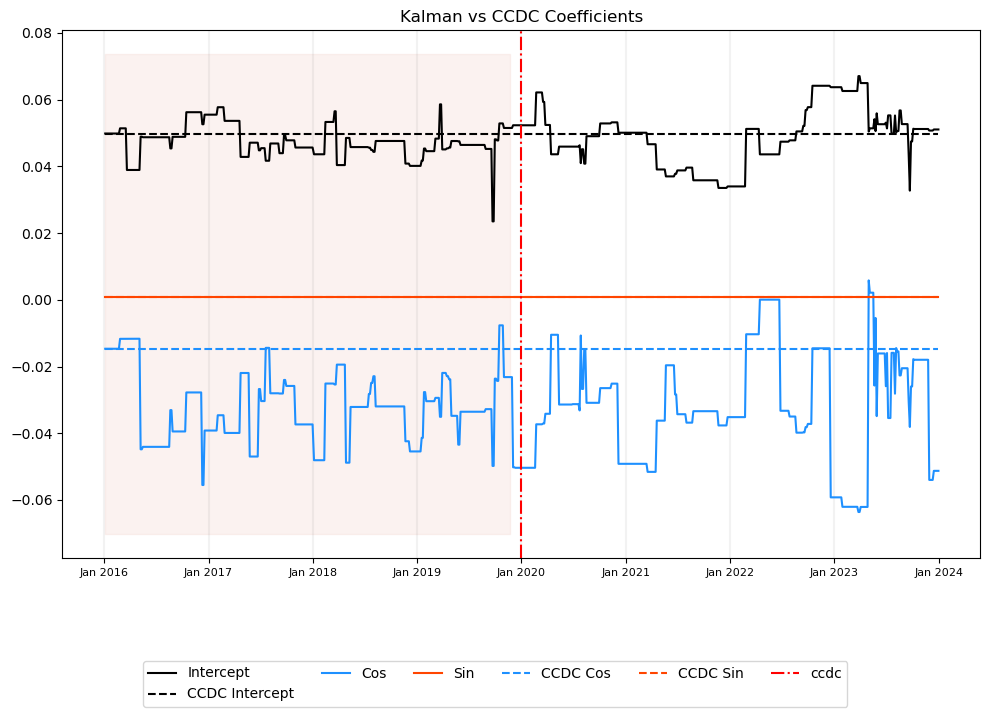 Kalman vs CCDC Coefficients
0.08
0.06
0.04
0.02
0.00
−0.02
−0.04
−0.06
Jan 2016 Jan 2017 Jan 2018 Jan 2019 Jan 2020 Jan 2021 Jan 2022 Jan 2023 Jan 2024
Intercept Cos Sin CCDC Cos CCDC Sin ccdc
CCDC Intercept